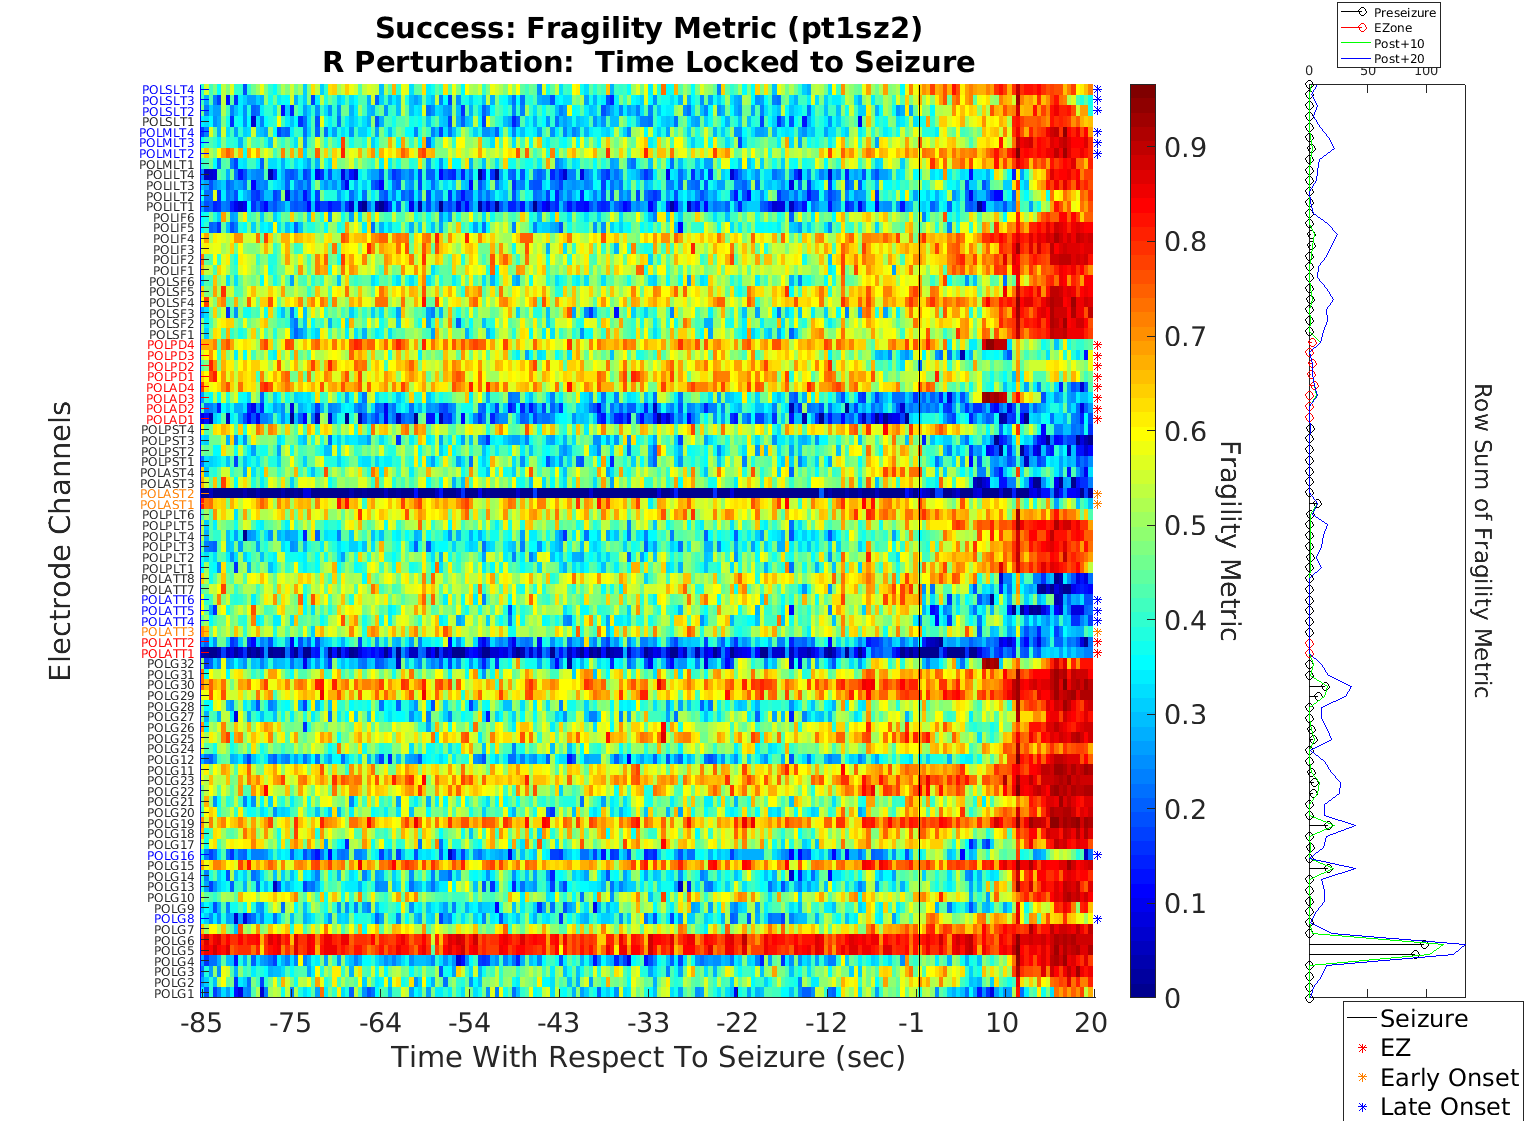 Success: Fragility Metric (pt1sz2)
R Perturbation:  Time Locked to Seizure
Preseizure
EZone
Post+10
Post+20
0
50
100
Electrode Channels
POLSLT4
POLSLT3
POLSLT2
POLSLT1
POLMLT4
POLMLT3
POLMLT2
POLMLT1
POLILT4
POLILT3
POLILT2
POLILT1
POLIF6
POLIF5
POLIF4
POLIF3
POLIF2
POLIF1
POLSF6
POLSF5
POLSF4
POLSF3
POLSF2
POLSF1
POLPD4
POLPD3
POLPD2
POLPD1
POLAD4
POLAD3
POLAD2
POLAD1
POLPST4
POLPST3
POLPST2
POLPST1
POLAST4
POLAST3
POLAST2
POLAST1
POLPLT6
POLPLT5
POLPLT4
POLPLT3
POLPLT2
POLPLT1
POLATT8
POLATT7
POLATT6
POLATT5
POLATT4
POLATT3
POLATT2
POLATT1
POLG32
POLG31
POLG30
POLG29
POLG28
POLG27
POLG26
POLG25
POLG24
POLG12
POLG11
POLG23
POLG22
POLG21
POLG20
POLG19
POLG18
POLG17
POLG16
POLG15
POLG14
POLG13
POLG10
POLG9
POLG8
POLG7
POLG6
POLG5
POLG4
POLG3
POLG2
POLG1
-85
-75
-64
-54
-43
-33
-22
-12
-1
10
20
Time With Respect To Seizure (sec)
0.9
0.8
0.7
0.6
0.5
0.4
0.3
0.2
0.1
0
Fragility Metric
Row Sum of Fragility Metric
Seizure
EZ
Early Onset
Late Onset